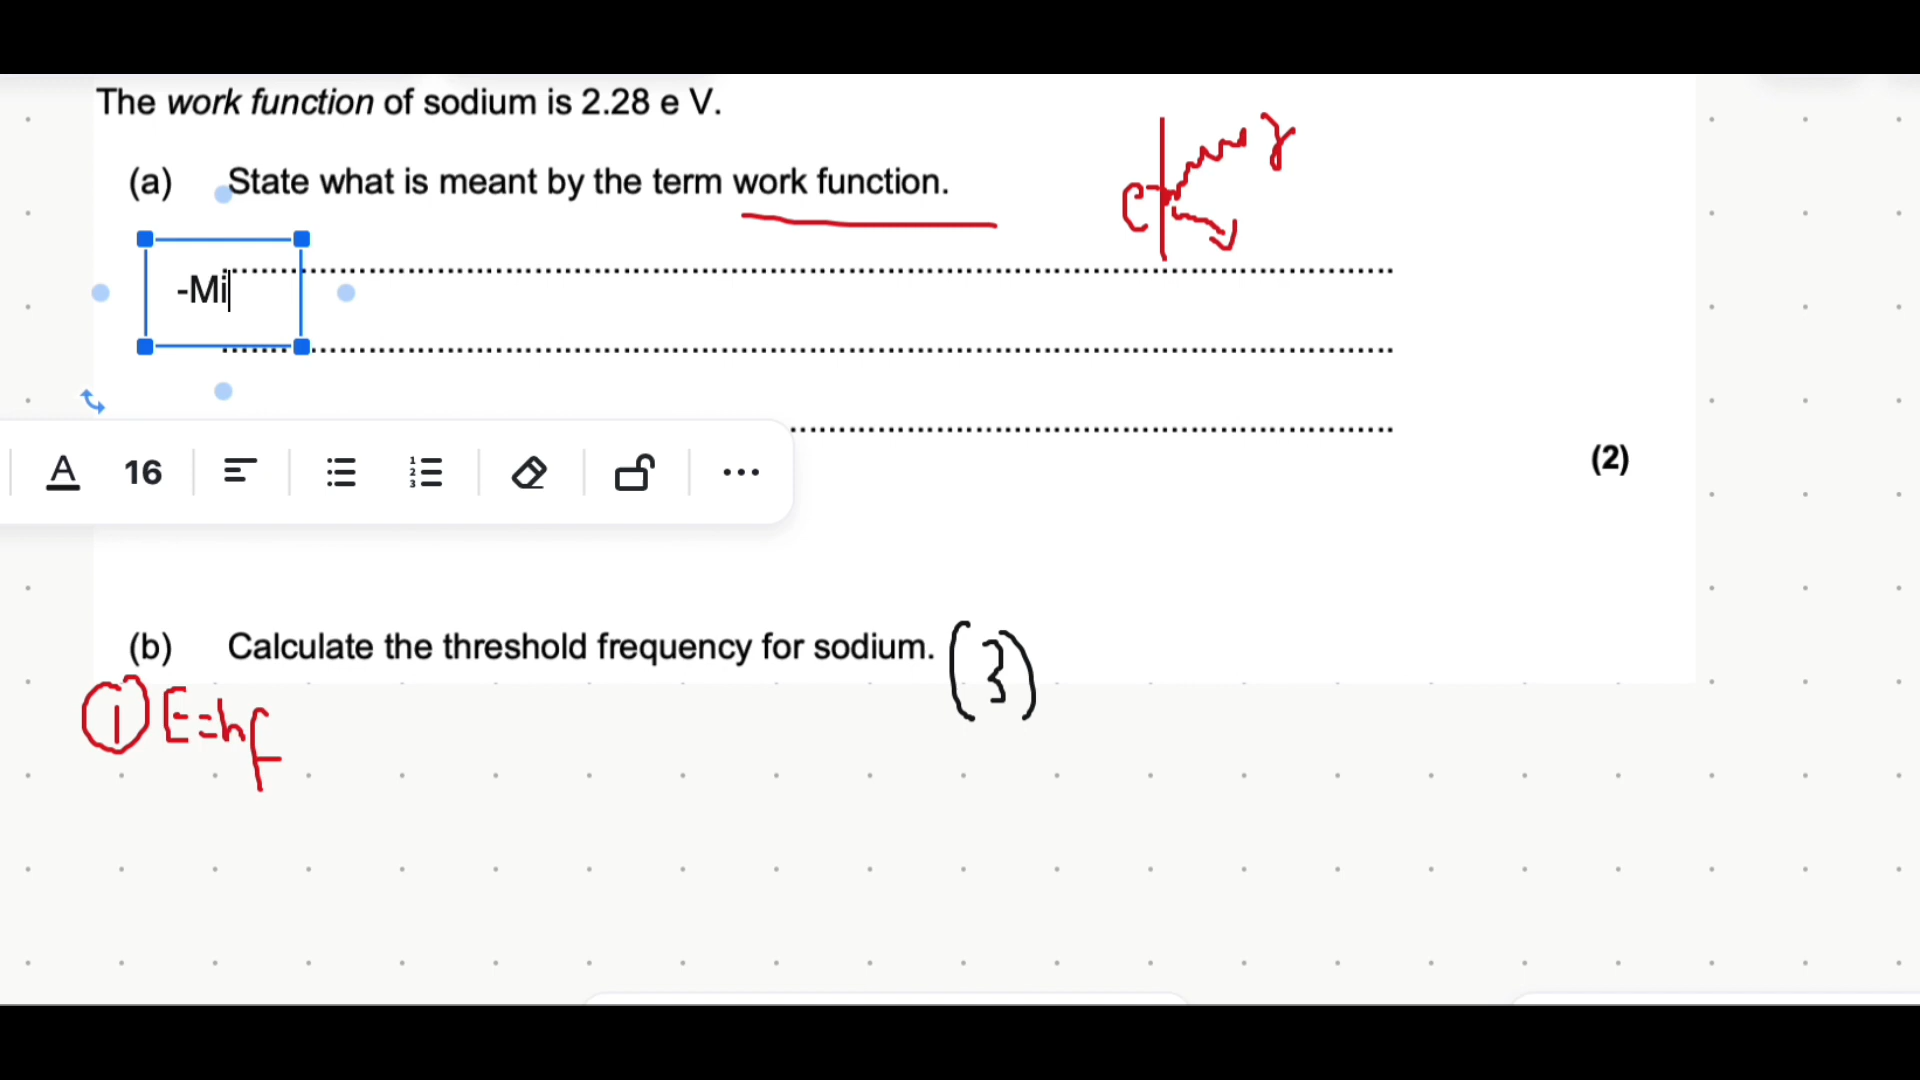 The work function of sodium is 2.28 e V.
(a) State what is meant by the term work function.
e- γ
-Mi
A 16
(2)
(b) Calculate the threshold frequency for sodium. (3)
① E=hf